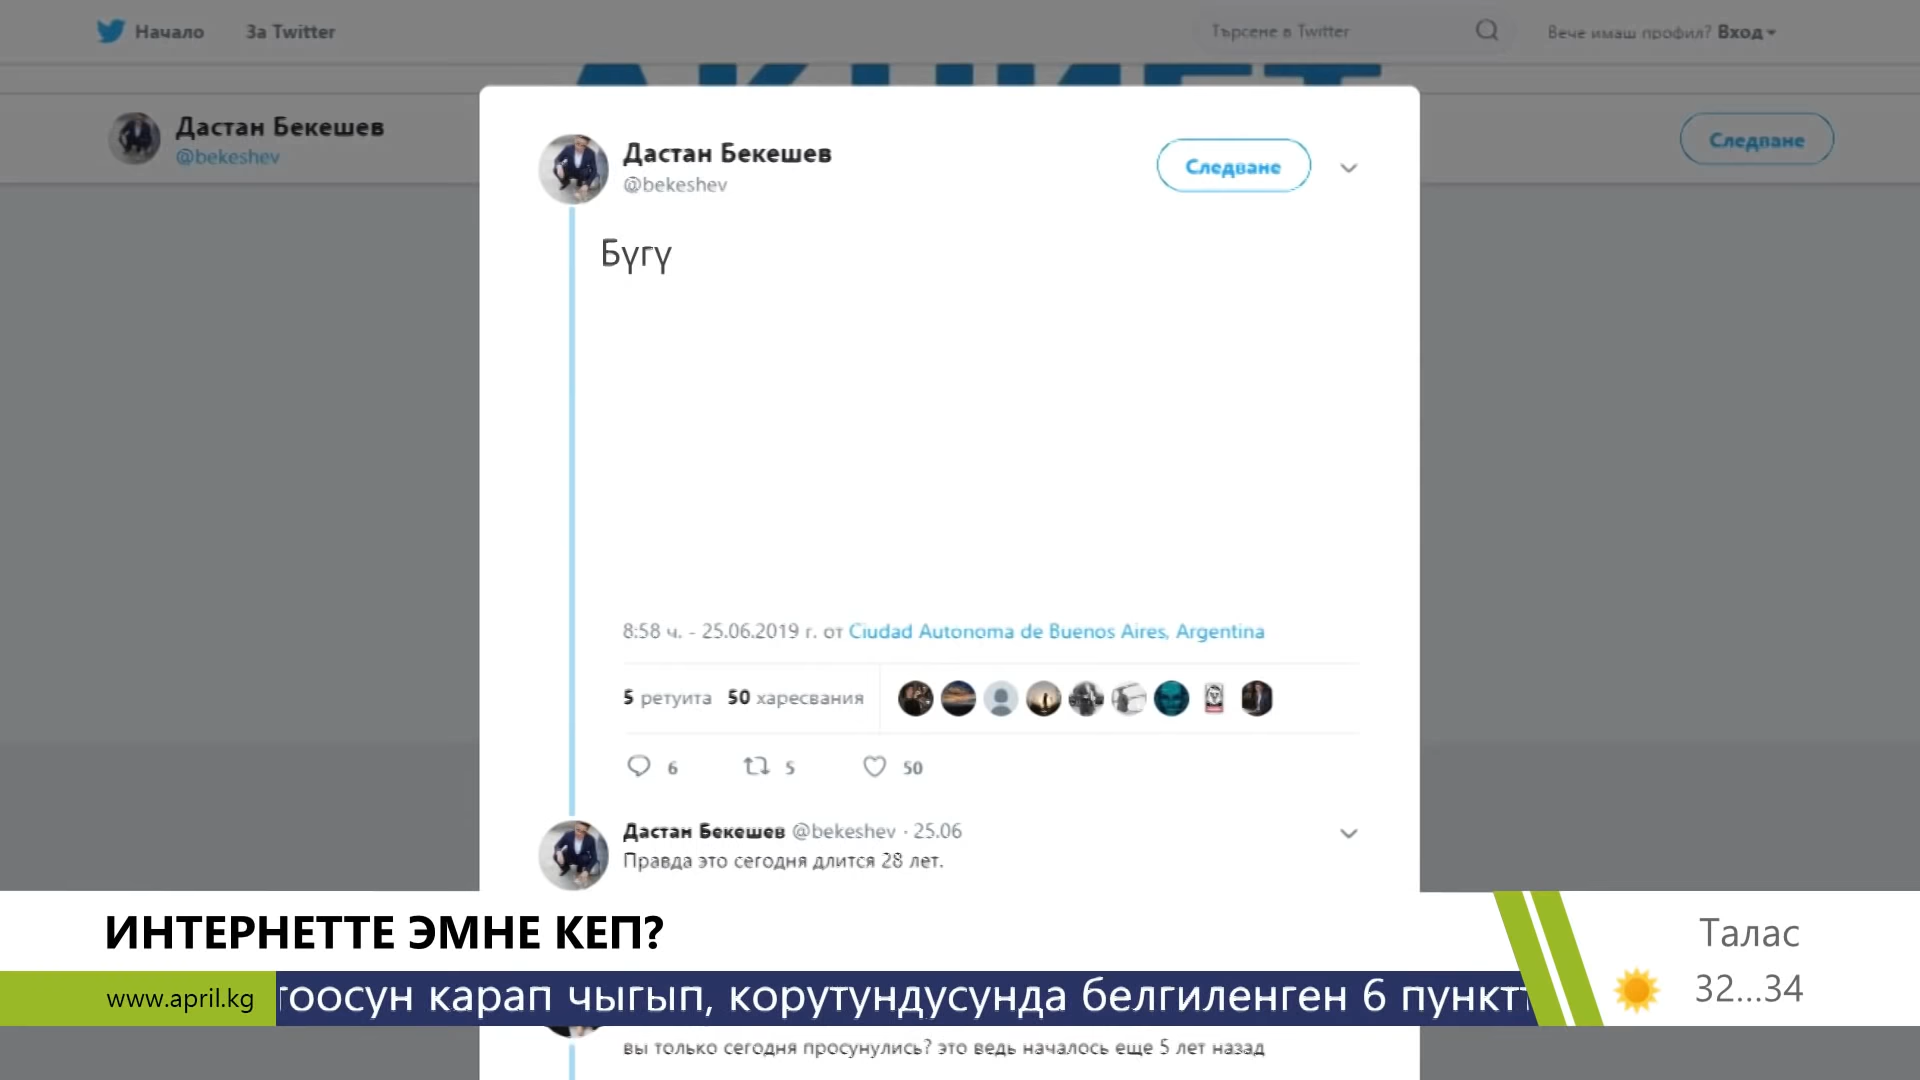 Начало За Twitter Търсене в Twitter Вече имаш профил? Вход
Дастан Бекешев
@bekeshev
Следване
Дастан Бекешев
@bekeshev
Следване
Бүгү
8:58 ч. - 25.06.2019 г. от Ciudad Autonoma de Buenos Aires, Argentina
5 ретуита 50 харесвания
6 5 50
Дастан Бекешев @bekeshev · 25.06
Правда это сегодня длится 28 лет.
ИНТЕРНЕТТЕ ЭМНЕ КЕП?
Талас
32...34
www.april.kg
тоосун карап чыгып, корутундусунда белгиленген 6 пункт
вы только сегодня просунулись? это ведь началось еще 5 лет назад